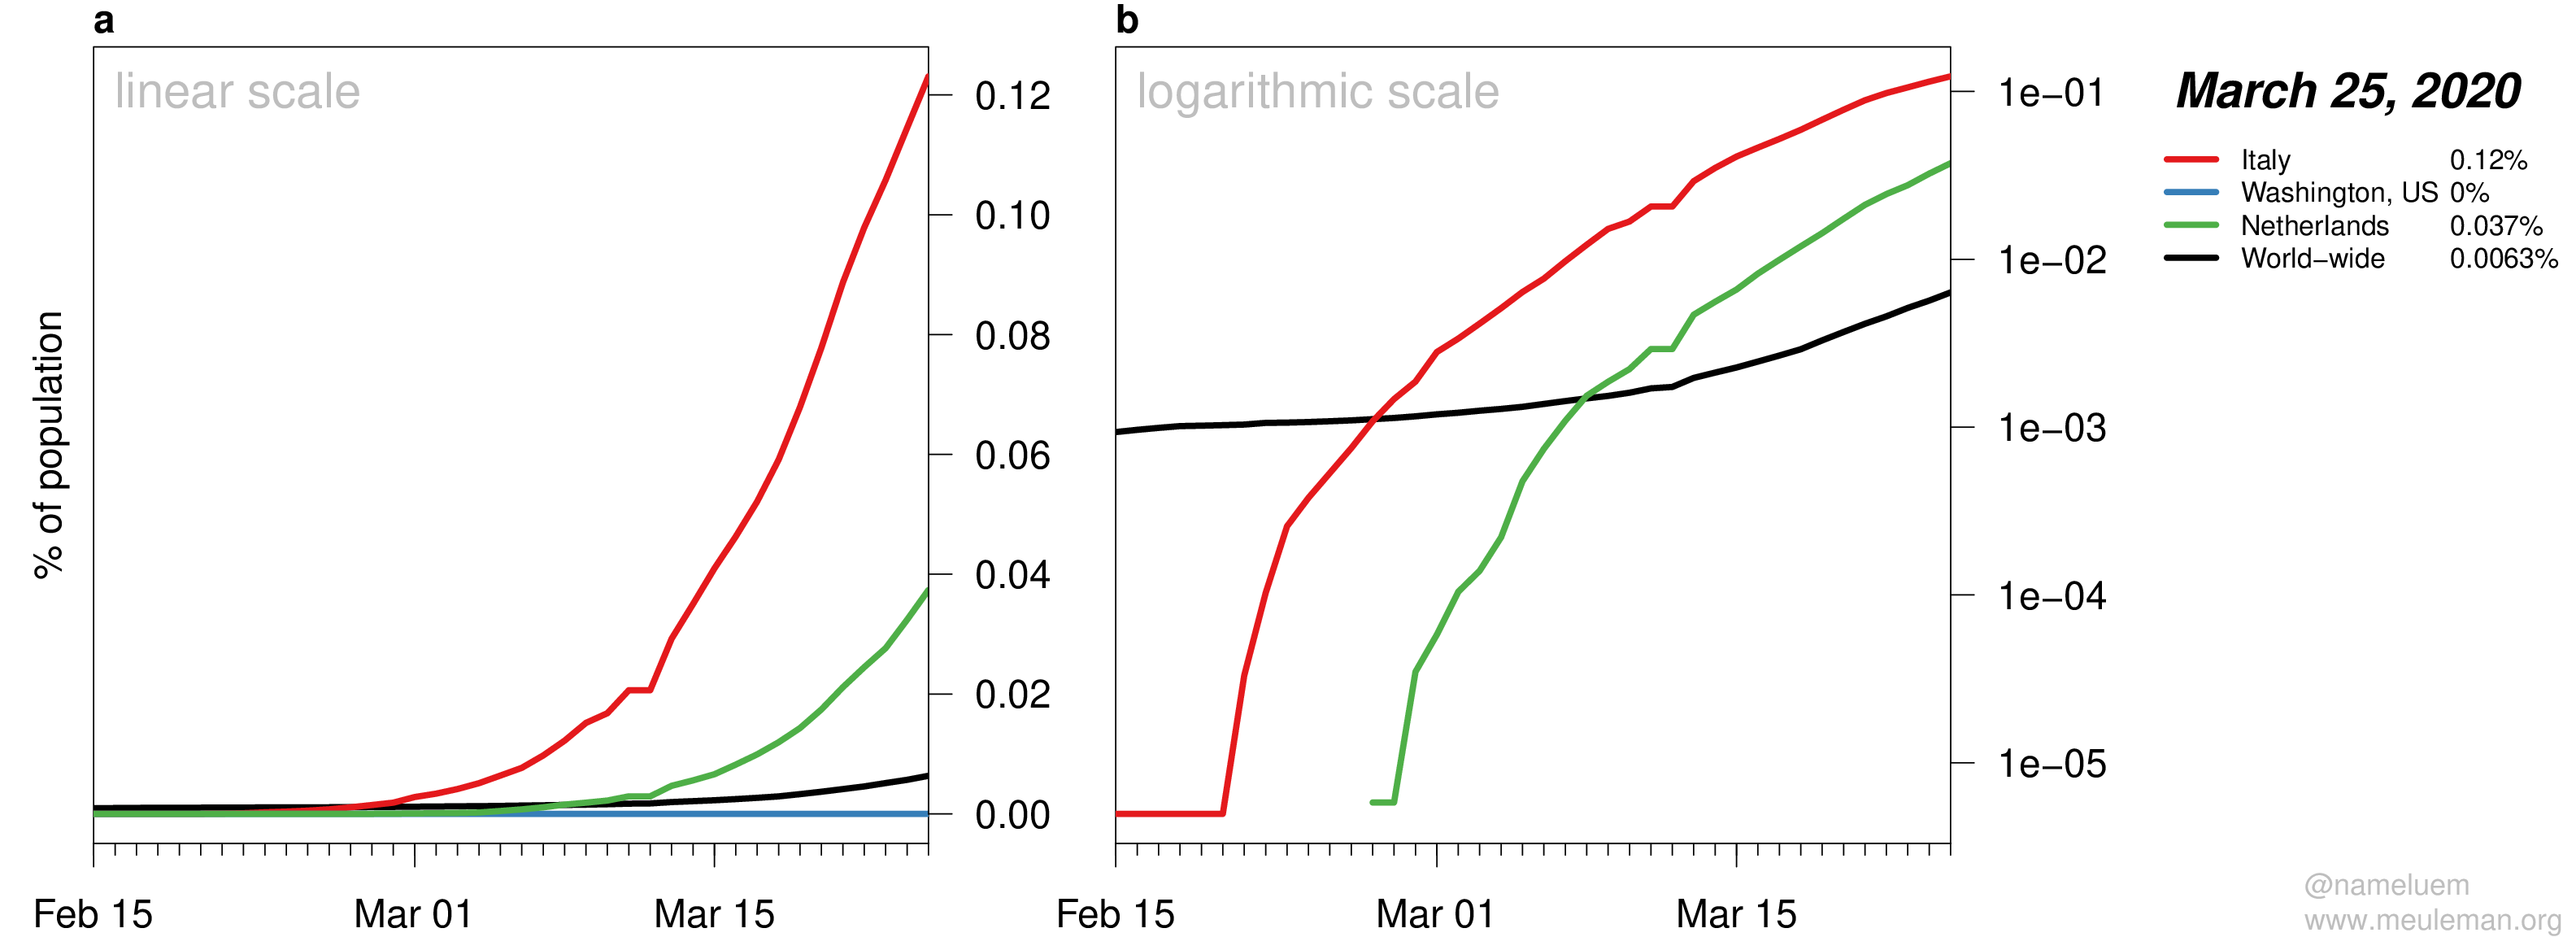 a
linear scale
% of population
0.12
0.10
0.08
0.06
0.04
0.02
0.00
Feb 15
Mar 01
Mar 15
b
logarithmic scale
1e−01
1e−02
1e−03
1e−04
1e−05
Feb 15
Mar 01
Mar 15
March 25, 2020
Italy 0.12%
Washington, US 0%
Netherlands 0.037%
World−wide 0.0063%
@nameluem
www.meuleman.org